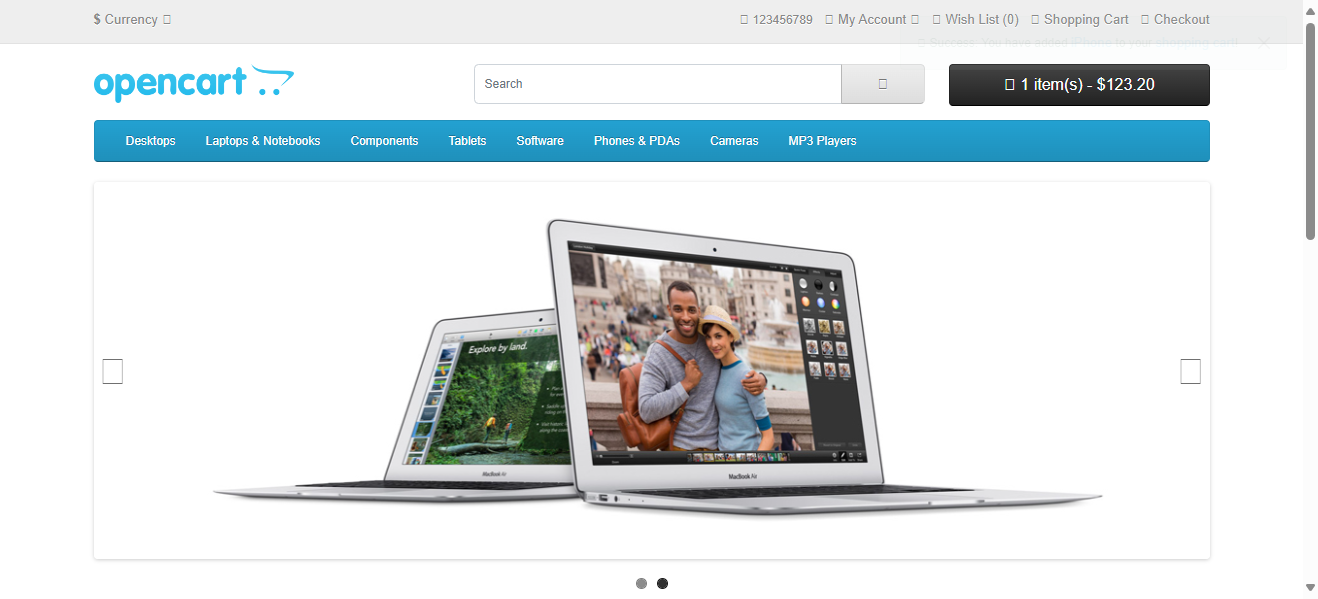 $ Currency
123456789 My Account Wish List (0) Shopping Cart Checkout
Success: You have added iPhone to your shopping cart!
opencart
Search
1 item(s) - $123.20
Desktops Laptops & Notebooks Components Tablets Software Phones & PDAs Cameras MP3 Players
Explore by land.
MacBook Air
MacBook Air